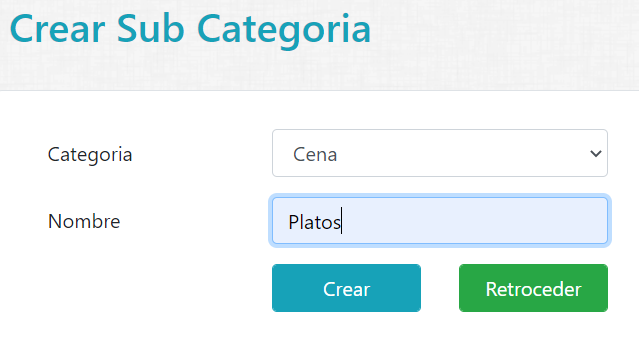 Crear Sub Categoria
Categoria
Cena
Nombre
Platos
Crear
Retroceder